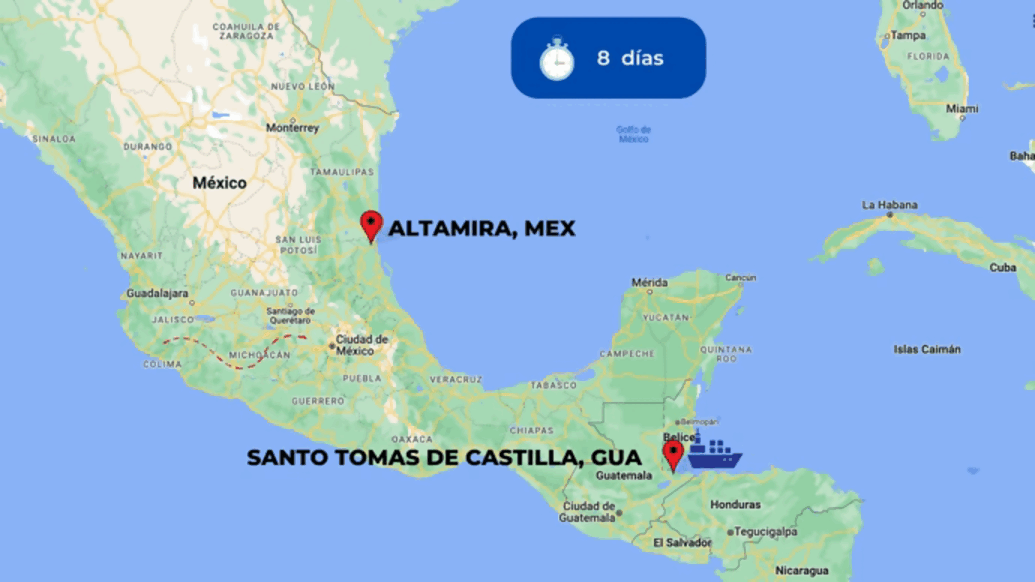 Orlando
Tampa
FLORIDA
Miami
Baha
8 días
COAHUILA DE
ZARAGOZA
NUEVO LEÓN
Monterrey
SINALOA
DURANGO
TAMAULIPAS
México
Golfo de
México
ALTAMIRA, MEX
La Habana
SAN LUIS
POTOSÍ
NAYARIT
Cuba
Mérida
Cancún
Guadalajara
GUANAJUATO
Santiago de
Querétaro
JALISCO
YUCATÁN
Ciudad de
México
MICHOACÁN
COLIMA
CAMPECHE
QUINTANA
ROO
Islas Caimán
PUEBLA
VERACRUZ
TABASCO
GUERRERO
OAXACA
CHIAPAS
Belmopán
Belice
SANTO TOMAS DE CASTILLA, GUA
Guatemala
Ciudad de
Guatemala
Honduras
Tegucigalpa
El Salvador
Nicaragua